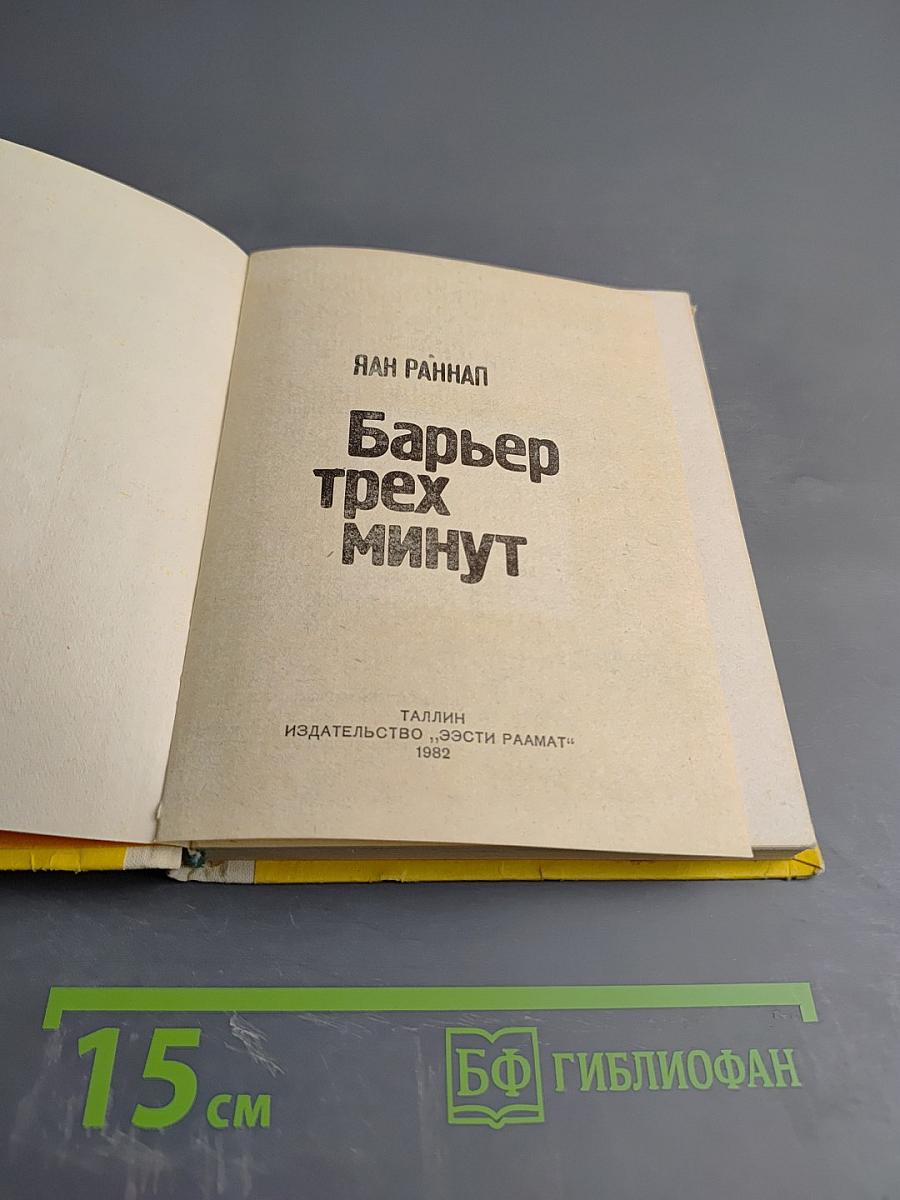 ЯАН РАННАП
Барьер
трех
минут
ТАЛЛИН
ИЗДАТЕЛЬСТВО „ЭЭСТИ РААМАТ“
1982
15 см
БФ ГИБЛИОФАН